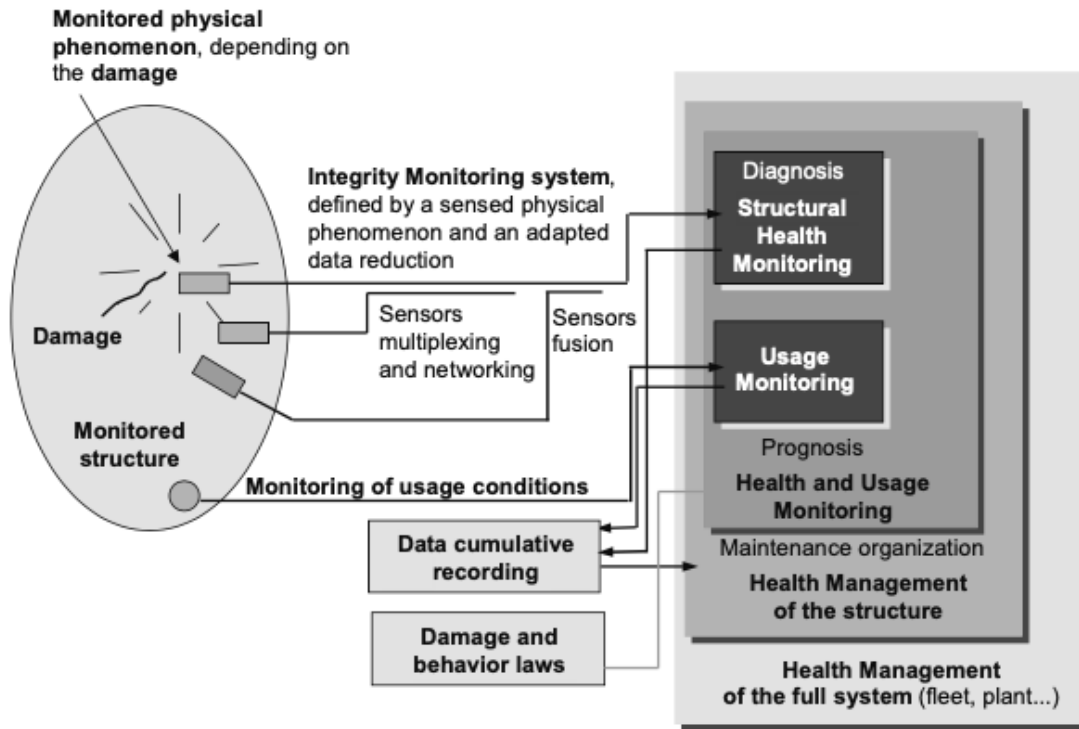 Monitored physical
phenomenon, depending on
the damage
Integrity Monitoring system,
defined by a sensed physical
phenomenon and an adapted
data reduction
Damage
Sensors
multiplexing
and networking
Sensors
fusion
Monitored
structure
Monitoring of usage conditions
Data cumulative
recording
Damage and
behavior laws
Diagnosis
Structural
Health
Monitoring
Usage
Monitoring
Prognosis
Health and Usage
Monitoring
Maintenance organization
Health Management
of the structure
Health Management
of the full system (fleet, plant...)